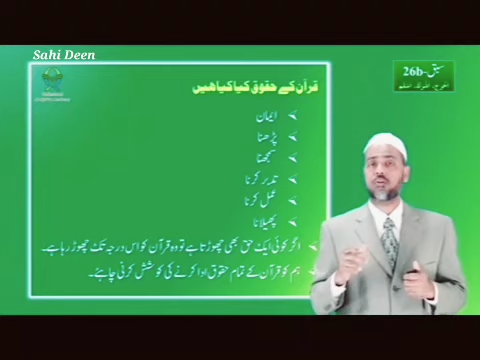 Sahi Deen
سبق-26b
قرآن کے حقوق کیا کیا هیں
ایمان
پڑھنا
سمجھنا
تدبر کرنا
عمل کرنا
پھیلانا
اگر کوئی ایک حق بھی چھوڑتا ہے تو وہ قرآن کو اس درجہ تک چھوڑ رہا ہے۔
ہم کو قرآن کے تمام حقوق ادا کرنے کی کوشش کرنی چاہئے۔